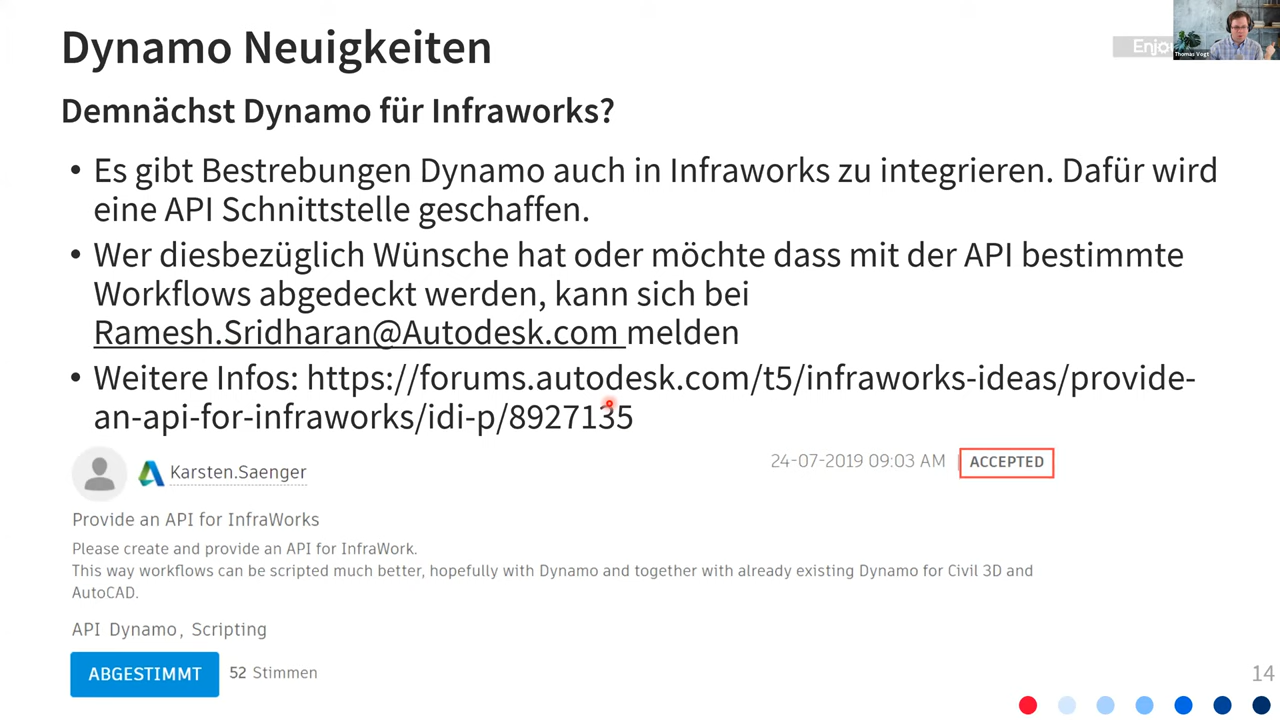 Dynamo Neuigkeiten
Enjo
Thomas Vogt
Demnächst Dynamo für Infraworks?
• Es gibt Bestrebungen Dynamo auch in Infraworks zu integrieren. Dafür wird
eine API Schnittstelle geschaffen.
• Wer diesbezüglich Wünsche hat oder möchte dass mit der API bestimmte
Workflows abgedeckt werden, kann sich bei
Ramesh.Sridharan@Autodesk.com melden
• Weitere Infos: https://forums.autodesk.com/t5/infraworks-ideas/provide-
an-api-for-infraworks/idi-p/8927135
Karsten.Saenger
24-07-2019 09:03 AM
ACCEPTED
Provide an API for InfraWorks
Please create and provide an API for InfraWork.
This way workflows can be scripted much better, hopefully with Dynamo and together with already existing Dynamo for Civil 3D and
AutoCAD.
API Dynamo, Scripting
ABGESTIMMT
52 Stimmen
14